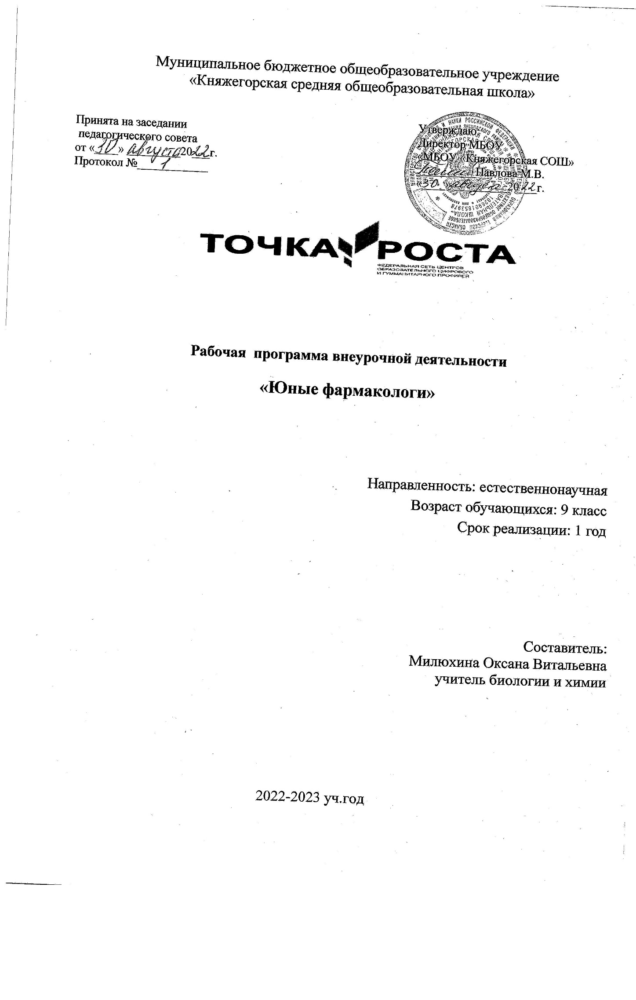 Муниципальное бюджетное общеобразовательное учреждение
«Княжегорская средняя общеобразовательная школа»
Принята на заседании
педагогического совета
от «30» августа 2022г.
Протокол № 1
Утверждаю:
Директор МБОУ
«МБОУ «Княжегорская СОШ»
Павлова М.В.
«30 августа 2022г.
ТОЧКА РОСТА
ФЕДЕРАЛЬНАЯ СЕТЬ ЦЕНТРОВ
ОБРАЗОВАТЕЛЬНОГО ЦИФРОВОГО
И ГУММАНИТАРНОГО ПРОФИЛЕЙ
Рабочая программа внеурочной деятельности
«Юные фармакологи»
Направленность: естественнонаучная
Возраст обучающихся: 9 класс
Срок реализации: 1 год
Составитель:
Милюхина Оксана Витальевна
учитель биологии и химии
2022-2023 уч.год